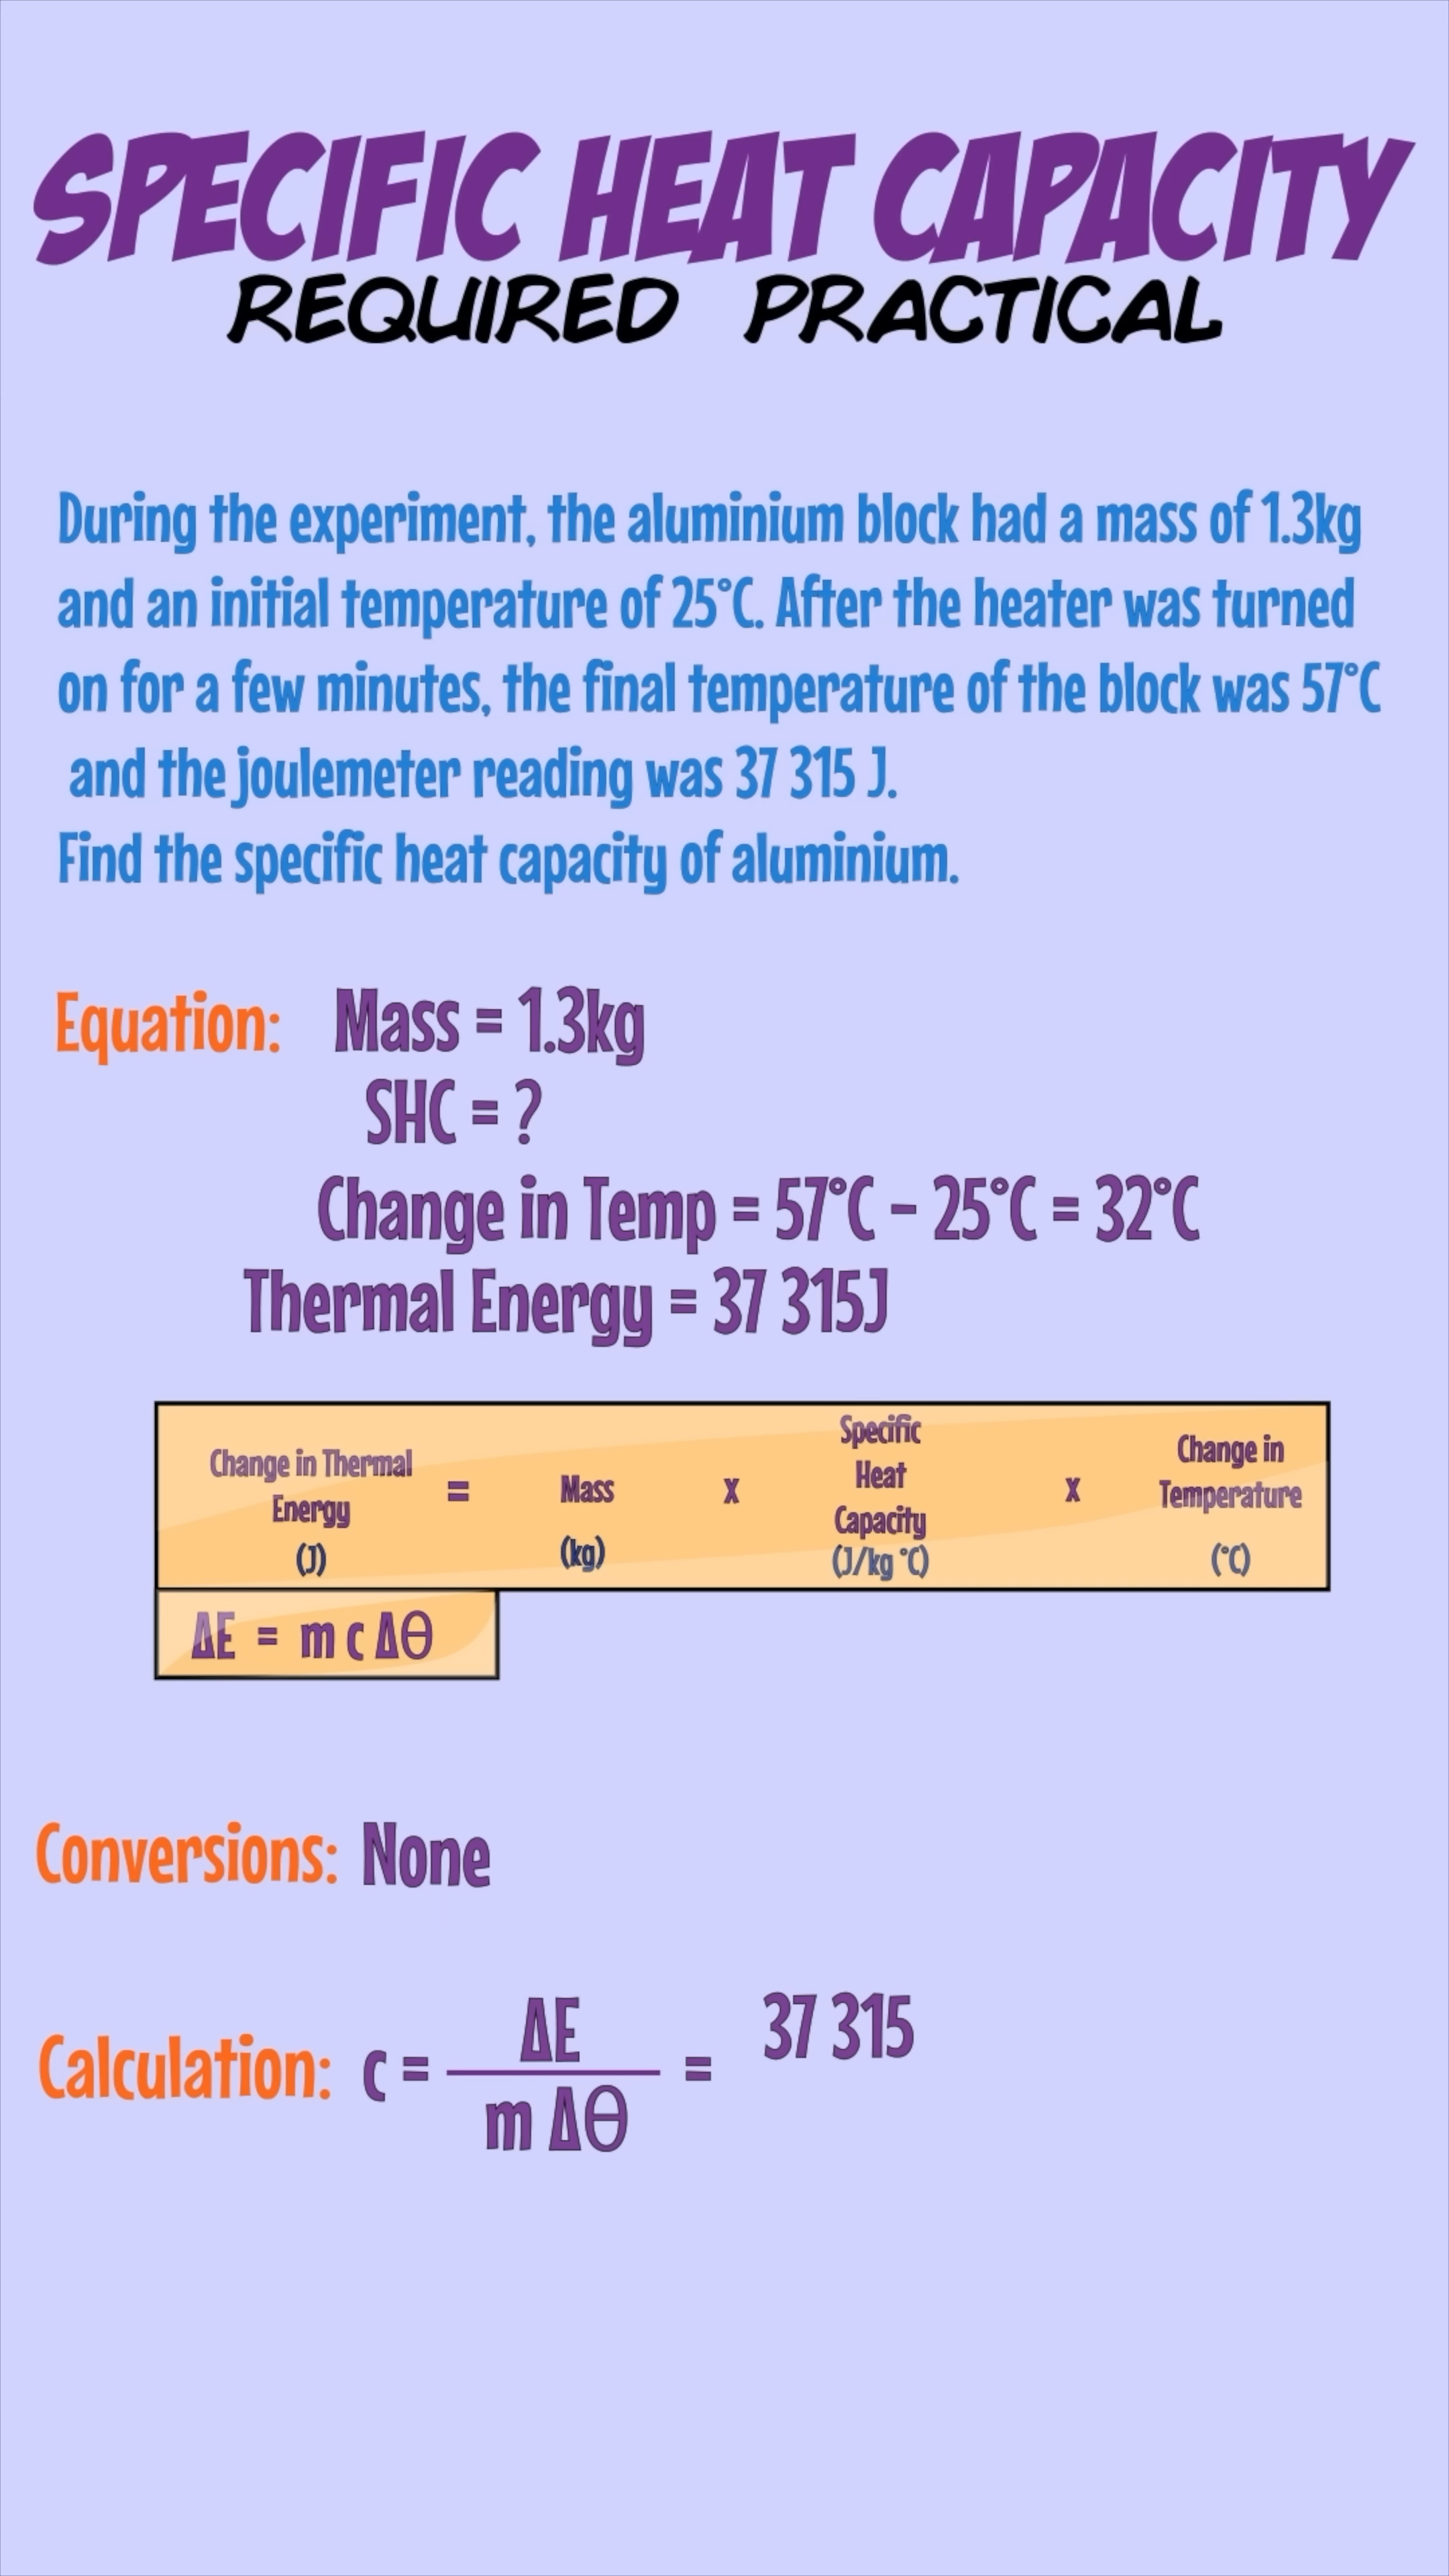 SPECIFIC HEAT CAPACITY
REQUIRED PRACTICAL
During the experiment, the aluminium block had a mass of 1.3kg
and an initial temperature of 25°C. After the heater was turned
on for a few minutes, the final temperature of the block was 57°C
and the joulemeter reading was 37 315 J.
Find the specific heat capacity of aluminium.
Equation: Mass = 1.3kg
SHC = ?
Change in Temp = 57°C - 25°C = 32°C
Thermal Energy = 37 315J
Change in Thermal
Energy
(J)
=
Mass
(kg)
x
Specific
Heat
Capacity
(J/kg °C)
x
Change in
Temperature
(°C)
ΔE = m c Δθ
Conversions: None
Calculation: c =
ΔE
m Δθ
=
37 315